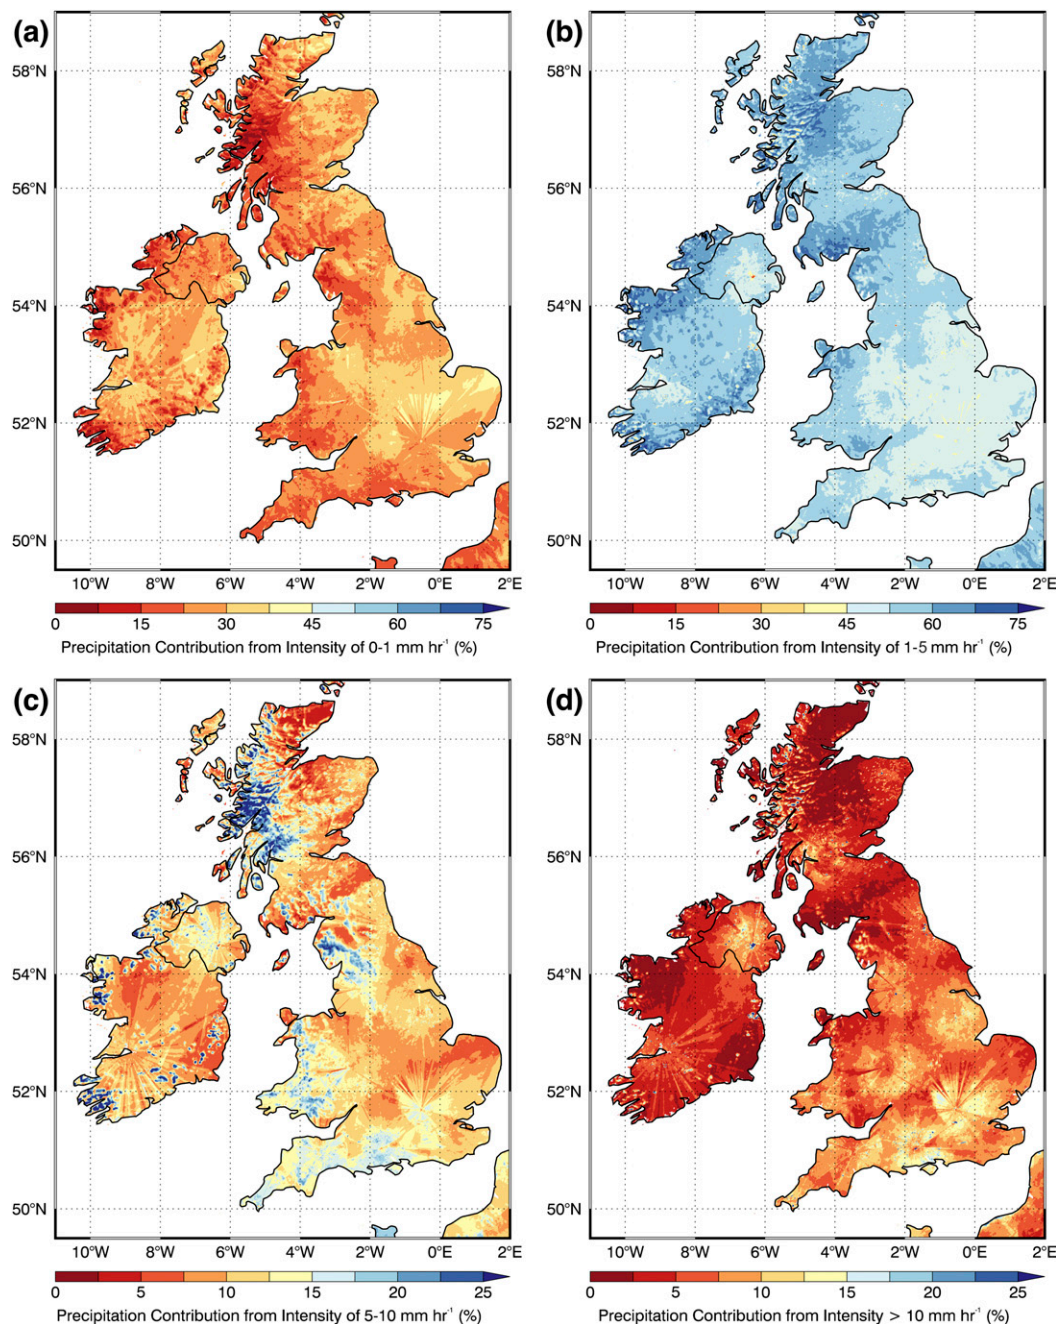 (a)
(b)
58°N
56°N
54°N
52°N
50°N
58°N
56°N
54°N
52°N
50°N
10°W 8°W 6°W 4°W 2°W 0°E 2°E
10°W 8°W 6°W 4°W 2°W 0°E 2°E
0 15 30 45 60 75
0 15 30 45 60 75
Precipitation Contribution from Intensity of 0-1 mm hr⁻¹ (%)
Precipitation Contribution from Intensity of 1-5 mm hr⁻¹ (%)
(c)
(d)
58°N
56°N
54°N
52°N
50°N
58°N
56°N
54°N
52°N
50°N
10°W 8°W 6°W 4°W 2°W 0°E 2°E
10°W 8°W 6°W 4°W 2°W 0°E 2°E
0 5 10 15 20 25
0 5 10 15 20 25
Precipitation Contribution from Intensity of 5-10 mm hr⁻¹ (%)
Precipitation Contribution from Intensity > 10 mm hr⁻¹ (%)